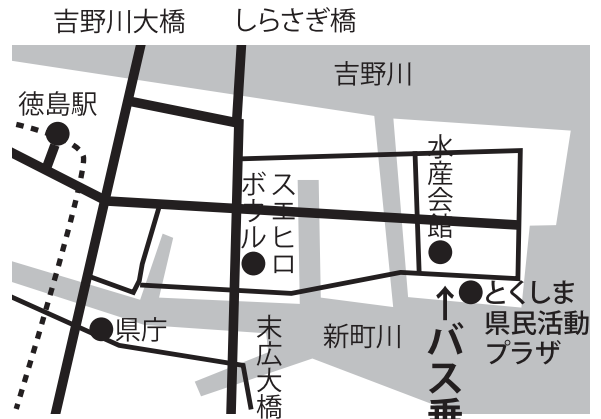 吉野川大橋
しらさぎ橋
吉野川
徳島駅
水産会館
スエヒロ
ボウル
とくしま
県民活動
プラザ
県庁
末広大橋
新町川
←バス乗